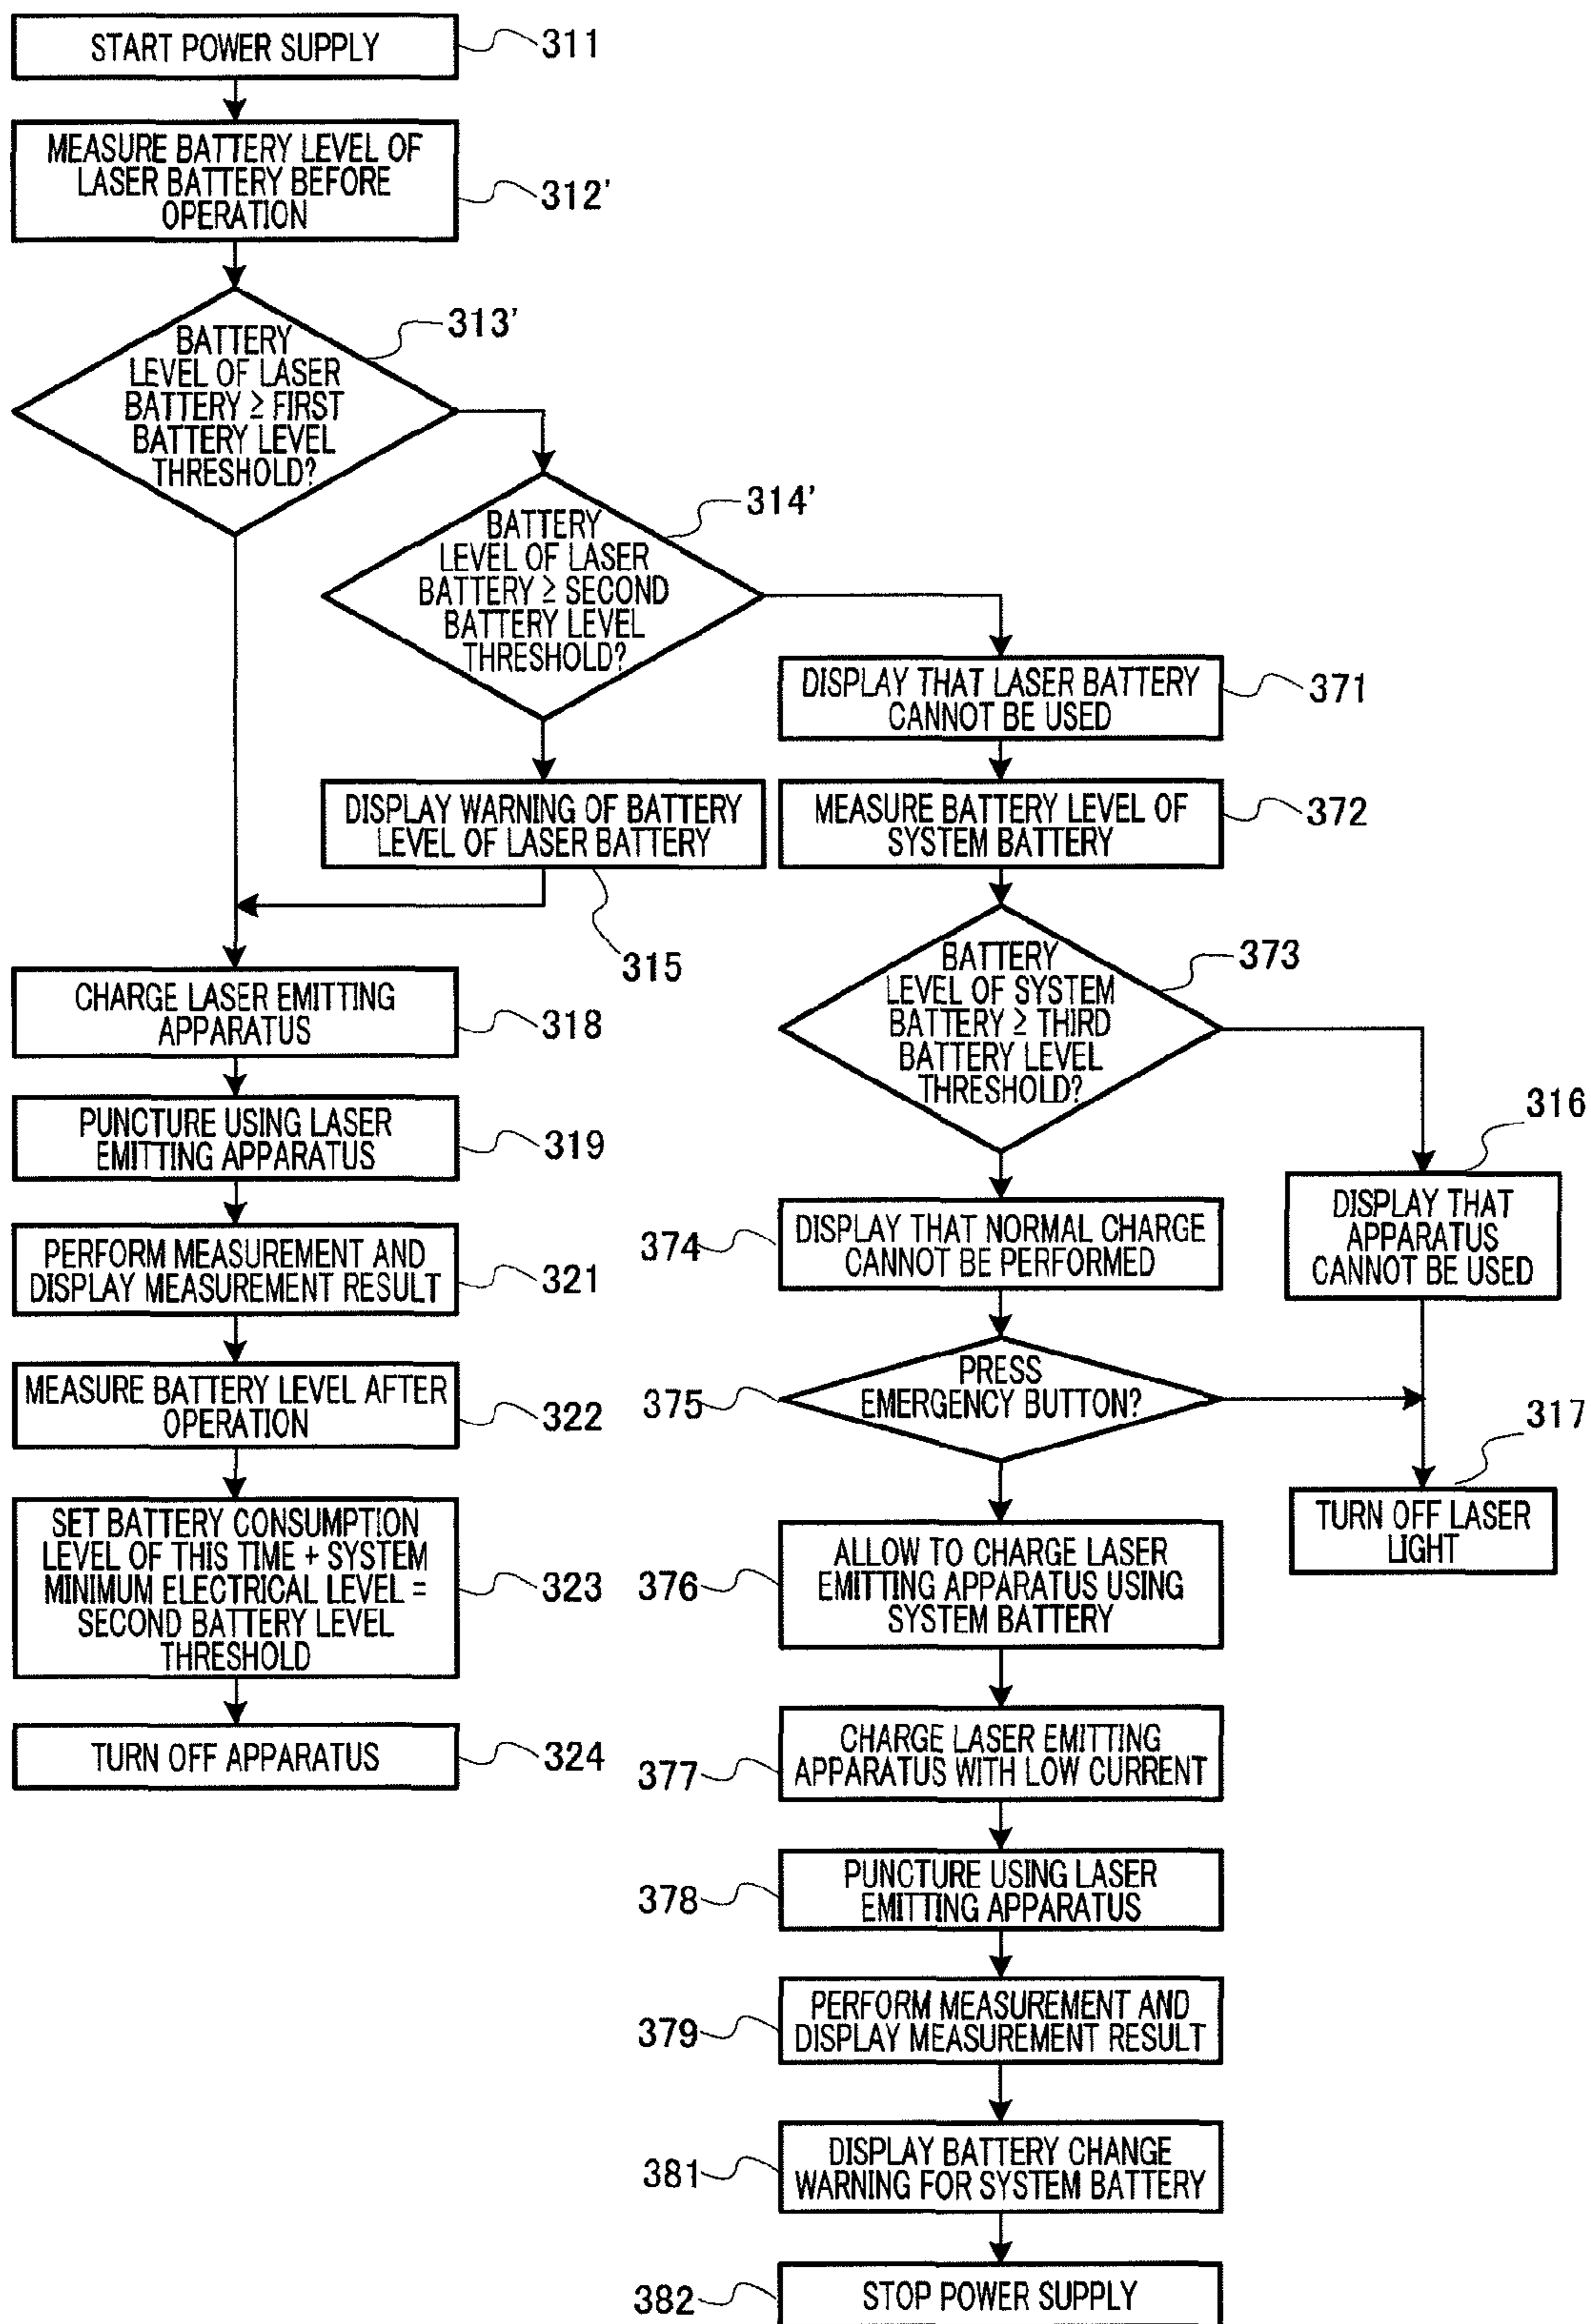 START POWER SUPPLY
311
MEASURE BATTERY LEVEL OF
LASER BATTERY BEFORE
OPERATION
312'
BATTERY
LEVEL OF LASER
BATTERY ≥ FIRST
BATTERY LEVEL
THRESHOLD?
313'
BATTERY
LEVEL OF LASER
BATTERY ≥ SECOND
BATTERY LEVEL
THRESHOLD?
314'
DISPLAY WARNING OF BATTERY
LEVEL OF LASER BATTERY
315
CHARGE LASER EMITTING
APPARATUS
318
PUNCTURE USING LASER
EMITTING APPARATUS
319
PERFORM MEASUREMENT AND
DISPLAY MEASUREMENT RESULT
321
MEASURE BATTERY LEVEL AFTER
OPERATION
322
SET BATTERY CONSUMPTION
LEVEL OF THIS TIME + SYSTEM
MINIMUM ELECTRICAL LEVEL =
SECOND BATTERY LEVEL
THRESHOLD
323
TURN OFF APPARATUS
324
DISPLAY THAT LASER BATTERY
CANNOT BE USED
371
MEASURE BATTERY LEVEL OF
SYSTEM BATTERY
372
BATTERY
LEVEL OF SYSTEM
BATTERY ≥ THIRD
BATTERY LEVEL
THRESHOLD?
373
316
DISPLAY THAT
APPARATUS
CANNOT BE USED
374
DISPLAY THAT NORMAL CHARGE
CANNOT BE PERFORMED
375
PRESS
EMERGENCY BUTTON?
317
TURN OFF LASER
LIGHT
376
ALLOW TO CHARGE LASER
EMITTING APPARATUS USING
SYSTEM BATTERY
377
CHARGE LASER EMITTING
APPARATUS WITH LOW CURRENT
378
PUNCTURE USING LASER
EMITTING APPARATUS
379
PERFORM MEASUREMENT AND
DISPLAY MEASUREMENT RESULT
381
DISPLAY BATTERY CHANGE
WARNING FOR SYSTEM BATTERY
382
STOP POWER SUPPLY